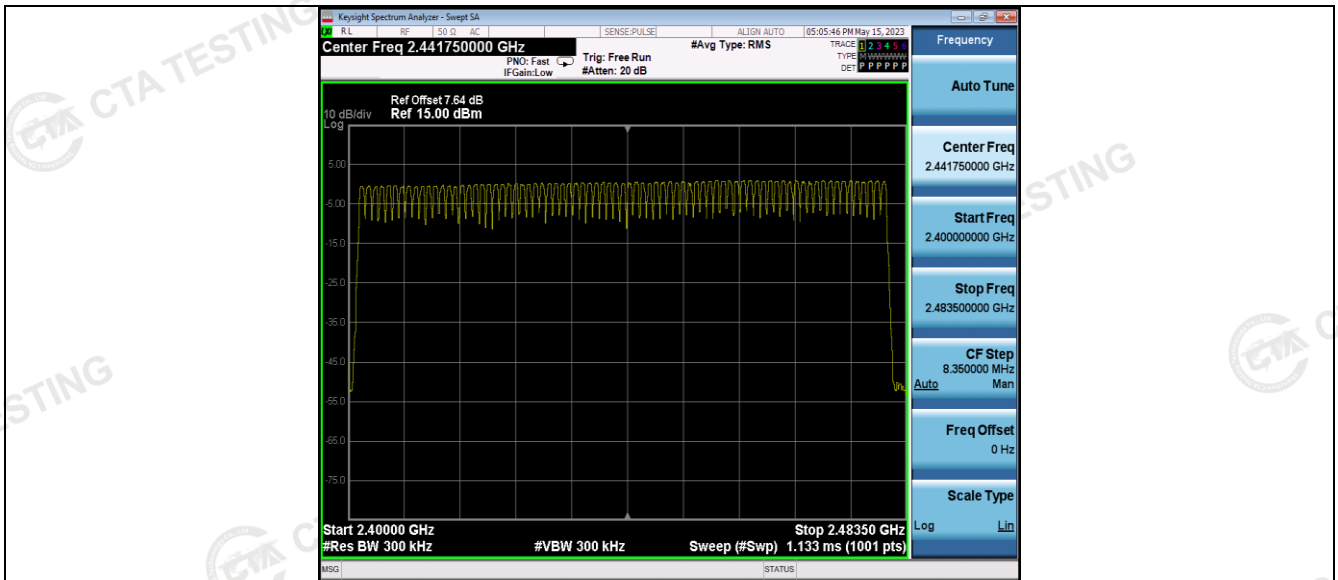 Keysight Spectrum Analyzer - Swept SA
RL RF 50 Ω AC SENSE:PULSE ALIGN AUTO 05:05:46 PM May 15, 2023
Center Freq 2.441750000 GHz
PNO: Fast
IFGain:Low
Trig: Free Run
#Atten: 20 dB
#Avg Type: RMS
TRACE 1 2 3 4 5 6
TYPE M WWWWW
DET P P P P P P
Frequency
Auto Tune
Center Freq
2.441750000 GHz
Start Freq
2.400000000 GHz
Stop Freq
2.483500000 GHz
CF Step
8.350000 MHz
Auto Man
Freq Offset
0 Hz
Scale Type
Log Lin
Ref Offset 7.64 dB
10 dB/div Ref 15.00 dBm
Log
5.00
-5.00
-15.0
-25.0
-35.0
-45.0
-55.0
-65.0
-75.0
Start 2.40000 GHz Stop 2.48350 GHz
#Res BW 300 kHz #VBW 300 kHz Sweep (#Swp) 1.133 ms (1001 pts)
MSG STATUS
CTA TESTING
CTA
ESTING
STING
CTA
C
CTA
C